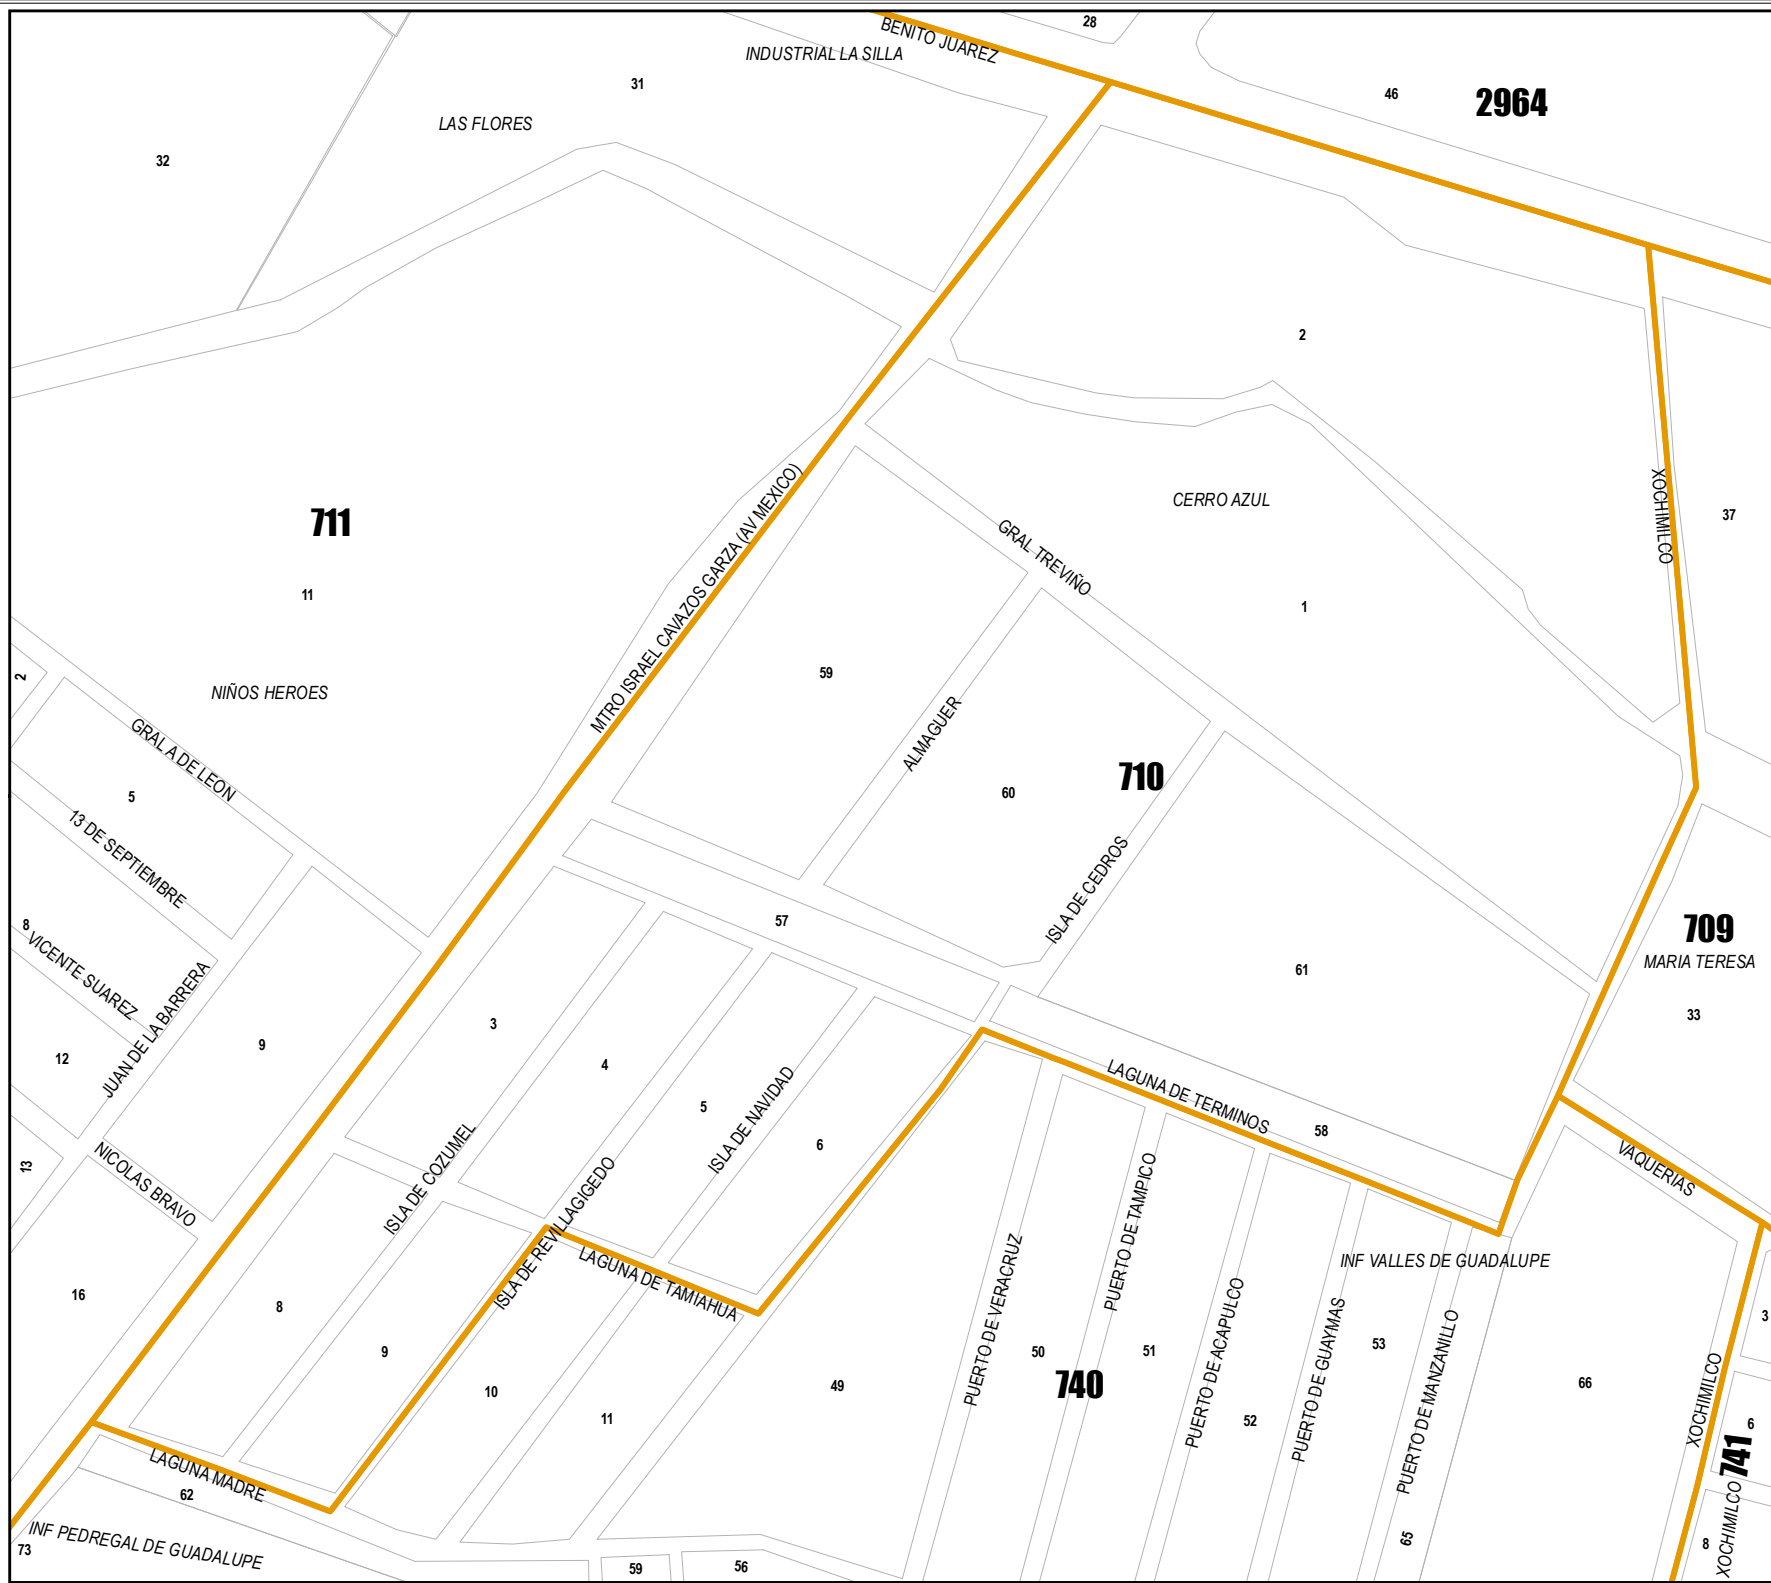 BENITO JUAREZ
28
INDUSTRIAL LA SILLA
31
46
2964
LAS FLORES
32
2
XOCHIMILCO
37
CERRO AZUL
711
GRAL TREVIÑO
MTRO ISRAEL CAVAZOS GARZA (AV MEXICO)
11
1
59
2
NIÑOS HEROES
ALMAGUER
GRAL A DE LEON
710
60
5
13 DE SEPTIEMBRE
ISLA DE CEDROS
8
57
709
VICENTE SUAREZ
MARIA TERESA
61
33
3
JUAN DE LA BARRERA
9
12
4
LAGUNA DE TERMINOS
5
ISLA DE NAVIDAD
58
6
13
NICOLAS BRAVO
ISLA DE COZUMEL
ISLA DE REVILLAGIGEDO
PUERTO DE TAMPICO
VAQUERIAS
LAGUNA DE TAMIAHUA
PUERTO DE VERACRUZ
INF VALLES DE GUADALUPE
16
8
PUERTO DE ACAPULCO
PUERTO DE GUAYMAS
PUERTO DE MANZANILLO
3
9
50
51
53
10
49
740
66
11
52
XOCHIMILCO
6
741
LAGUNA MADRE
62
INF PEDREGAL DE GUADALUPE
73
65
8
XOCHIMILCO
59
56